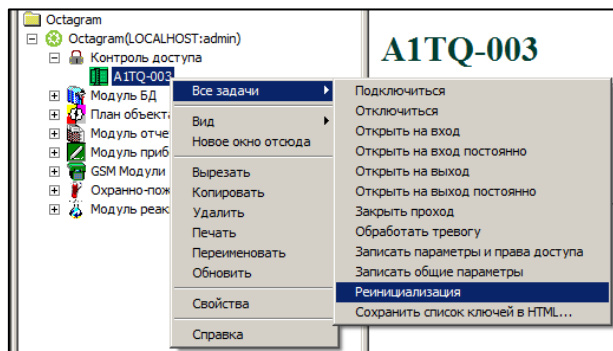 Octagram
Octagram(LOCALHOST:admin)
Контроль доступа
A1TQ-003
Модуль БД
План объект
Модуль отче
Модуль приб
GSM Модули
Охранно-пож
Модуль реак
Все задачи
Вид
Новое окно отсюда
Вырезать
Копировать
Удалить
Печать
Переименовать
Обновить
Свойства
Справка
A1TQ-003
Подключиться
Отключиться
Открыть на вход
Открыть на вход постоянно
Открыть на выход
Открыть на выход постоянно
Закрыть проход
Обработать тревогу
Записать параметры и права доступа
Записать общие параметры
Реинициализация
Сохранить список ключей в HTML...